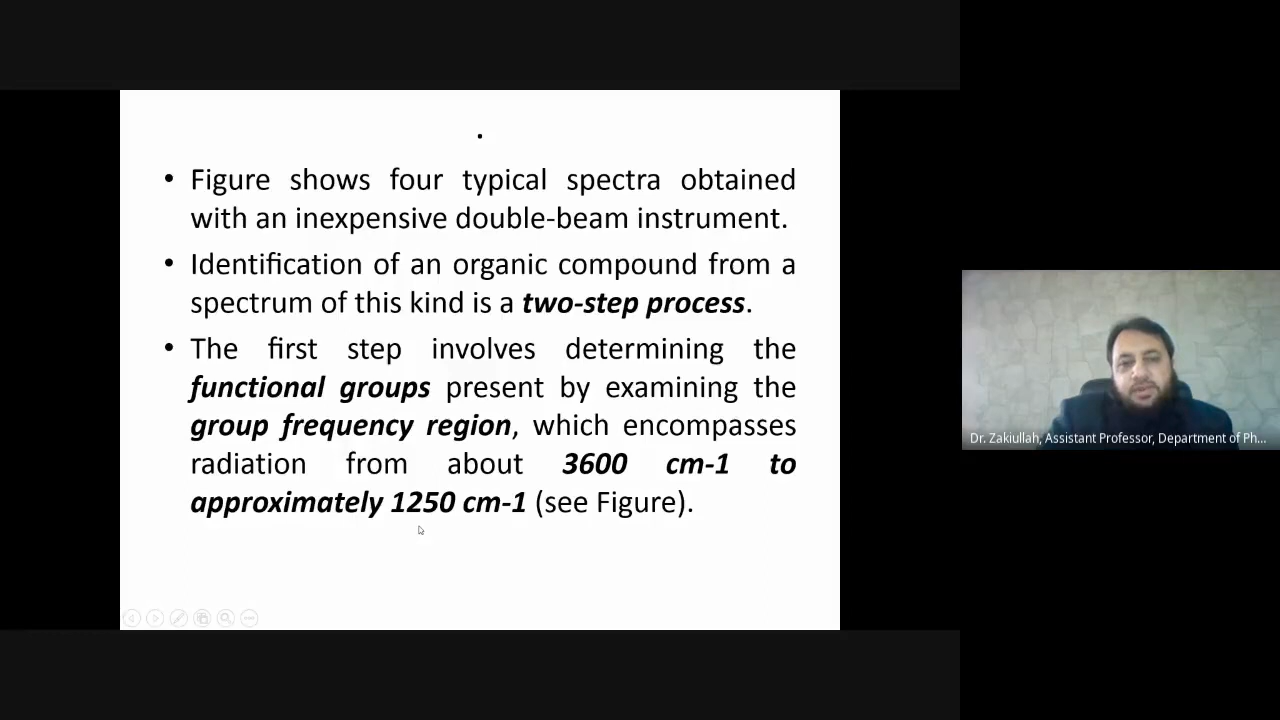 .
• Figure shows four typical spectra obtained
with an inexpensive double-beam instrument.
• Identification of an organic compound from a
spectrum of this kind is a two-step process.
• The first step involves determining the
functional groups present by examining the
group frequency region, which encompasses
radiation from about 3600 cm-1 to
approximately 1250 cm-1 (see Figure).
Dr. Zakiullah, Assistant Professor, Department of Ph...